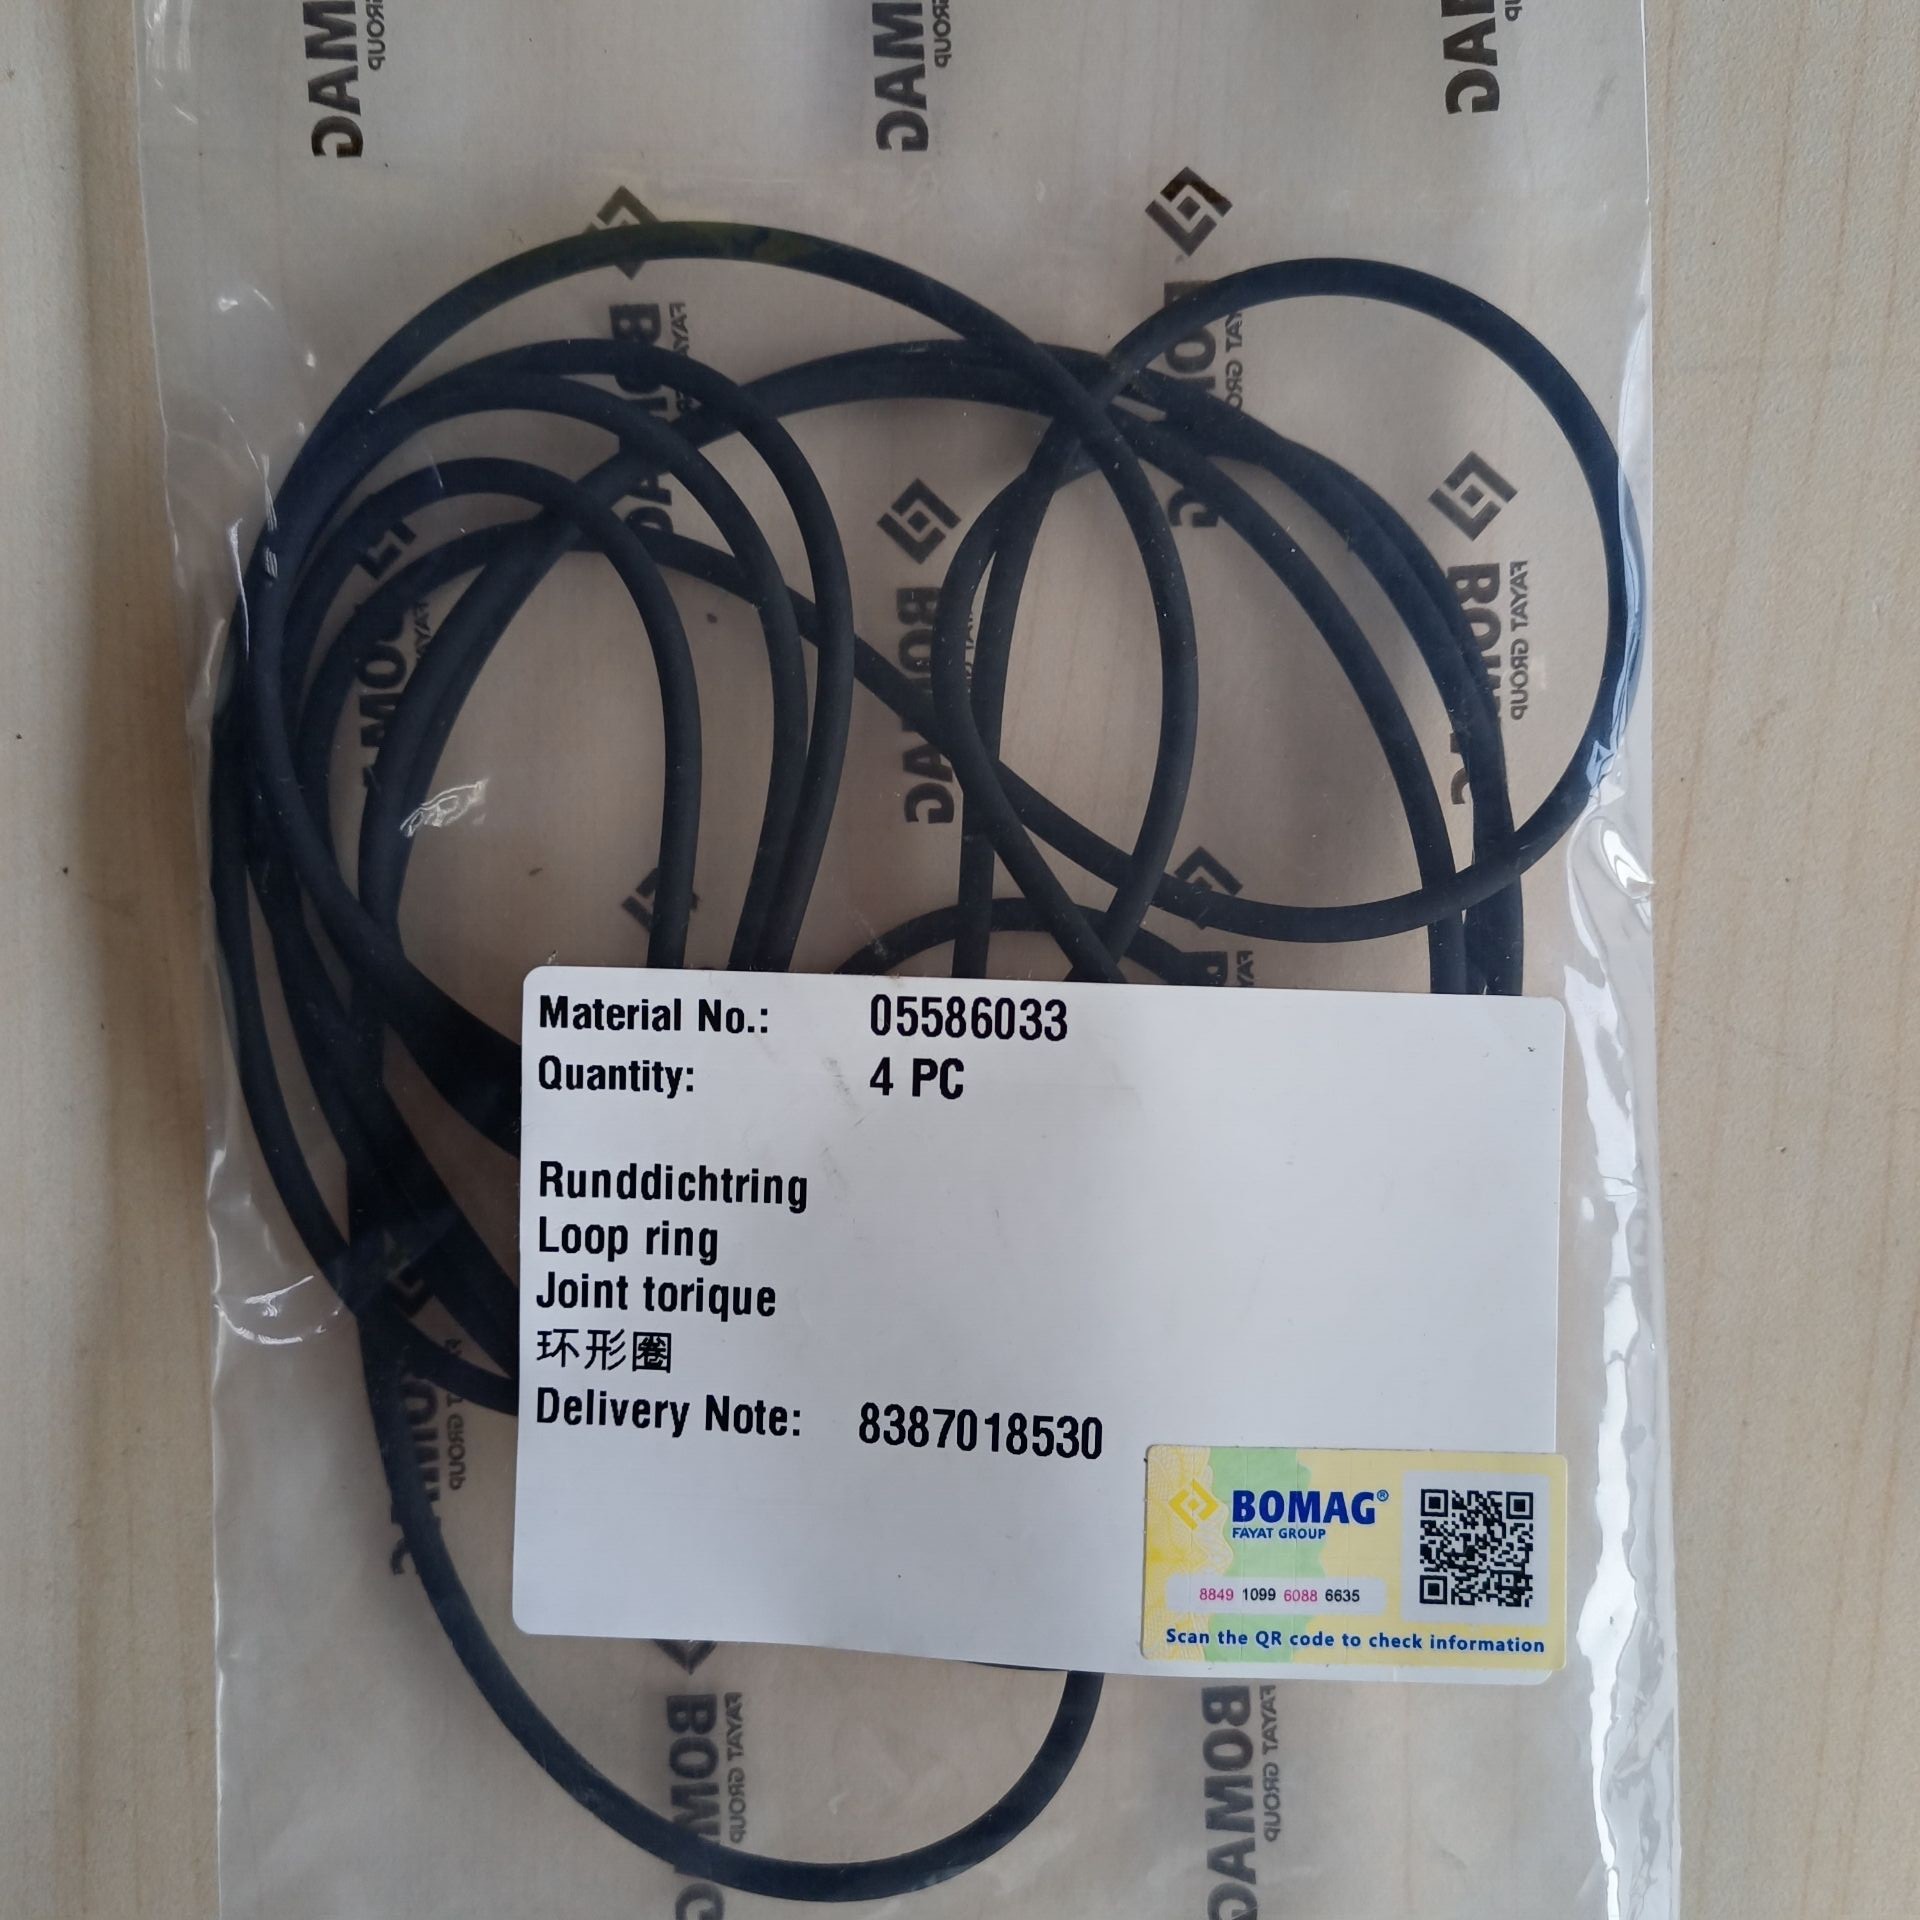 Material No.: 05586033
Quantity: 4 PC
Runddichtring
Loop ring
Joint torique
环形圈
Delivery Note: 8387018530
BOMAG®
FAYAT GROUP
8849 1099 6088 6635
Scan the QR code to check information
BOMAG
FAYAT GROUP